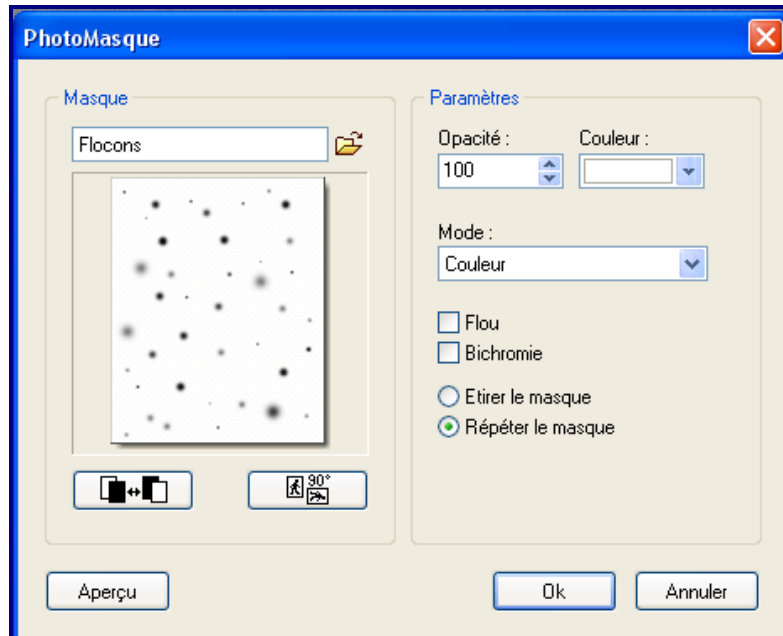 PhotoMasque
Masque
Flocons
90°
Aperçu
Paramètres
Opacité :
Couleur :
100
Mode :
Couleur
Flou
Bichromie
Etirer le masque
Répéter le masque
Ok
Annuler